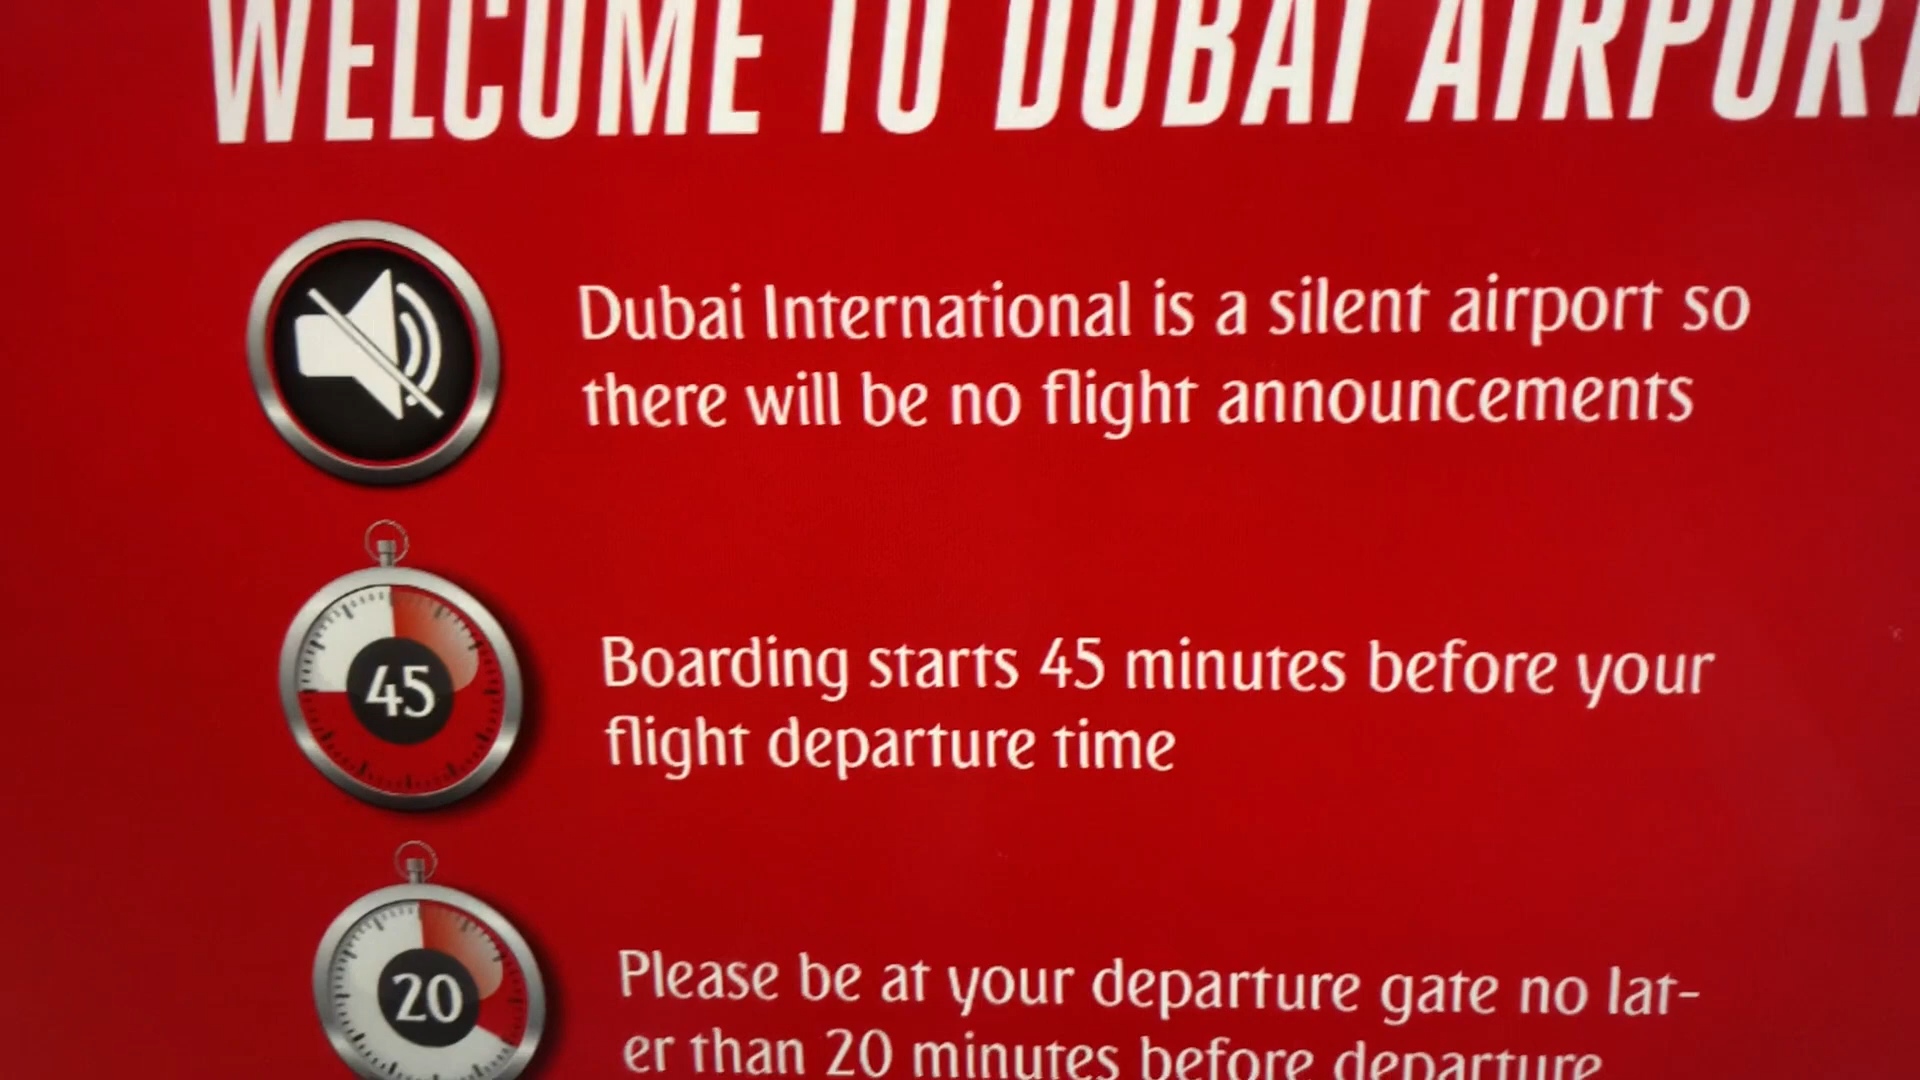 WELCOME TO DUBAI AIRPORT
Dubai International is a silent airport so
there will be no flight announcements
45
Boarding starts 45 minutes before your
flight departure time
20
Please be at your departure gate no lat-
er than 20 minutes before departure